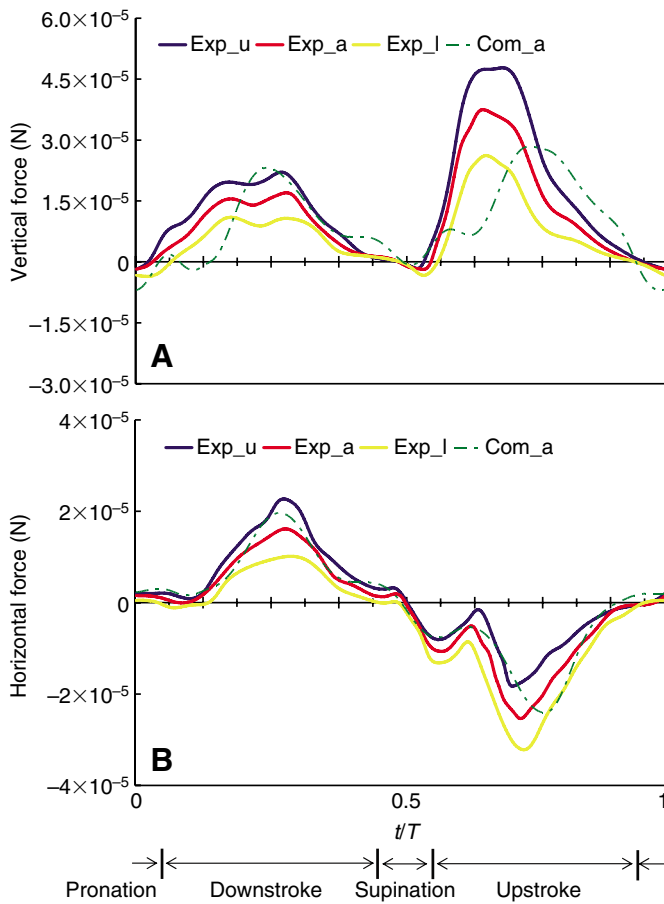 6.0×10⁻⁵
Exp_u Exp_a Exp_l Com_a
4.5×10⁻⁵
3.0×10⁻⁵
1.5×10⁻⁵
0
−1.5×10⁻⁵
−3.0×10⁻⁵
Vertical force (N)
A
4×10⁻⁵
Exp_u Exp_a Exp_l Com_a
2×10⁻⁵
0
−2×10⁻⁵
−4×10⁻⁵
Horizontal force (N)
B
0 0.5 1
t/T
Pronation Downstroke Supination Upstroke